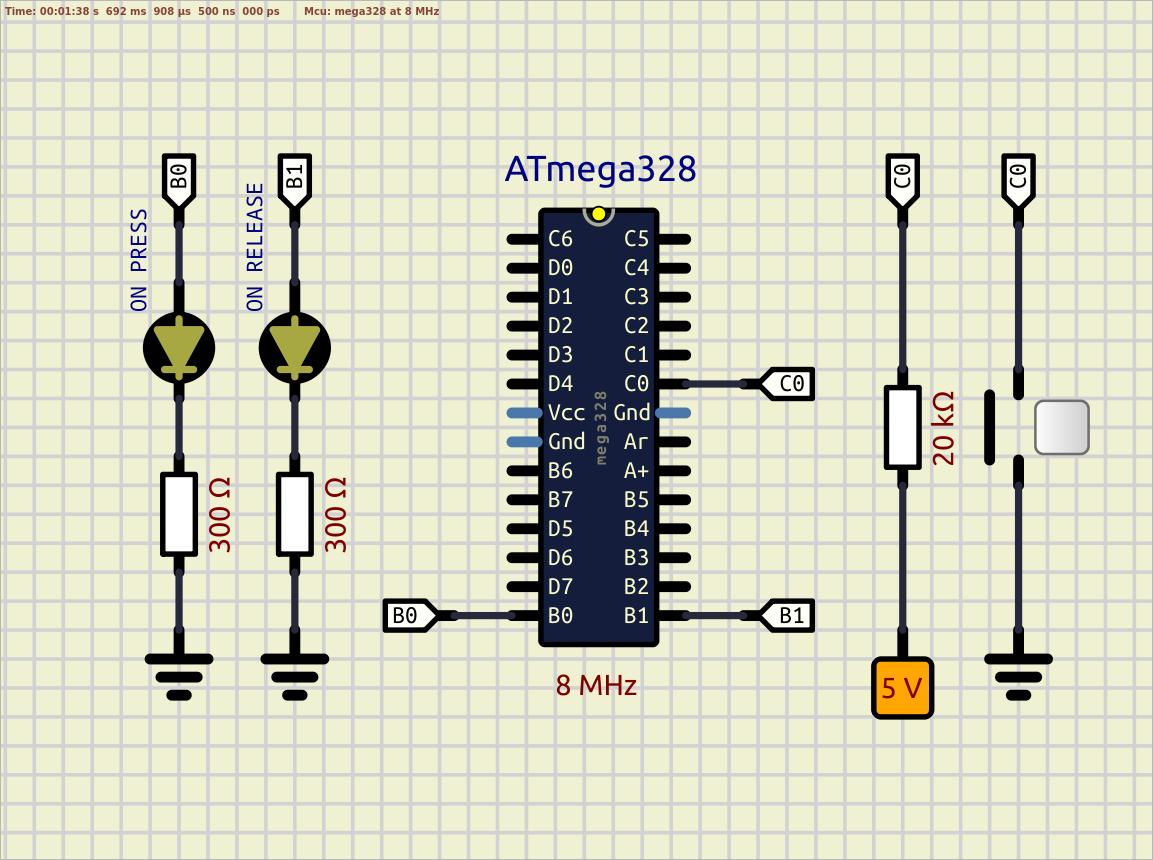 Time: 00:01:38 s 692 ms 908 µs 500 ns 000 ps Mcu: mega328 at 8 MHz
B0
B1
ON PRESS
ON RELEASE
300 Ω
300 Ω
ATmega328
C6 C5
D0 C4
D1 C3
D2 C2
D3 C1
D4 C0
Vcc Gnd
Gnd Ar
B6 A+
B7 B5
D5 B4
D6 B3
D7 B2
B0 B1
mega328
8 MHz
B0
C0
B1
C0
C0
20 kΩ
5 V